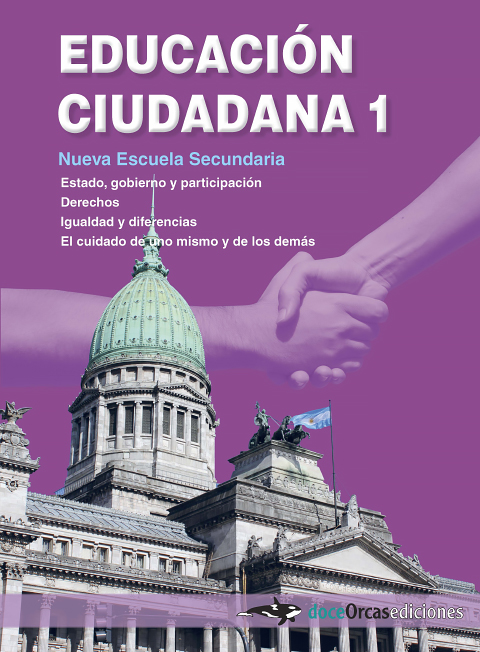 EDUCACIÓN
CIUDADANA 1
Nueva Escuela Secundaria
Estado, gobierno y participación
Derechos
Igualdad y diferencias
El cuidado de uno mismo y de los demás
doceOrcasediciones